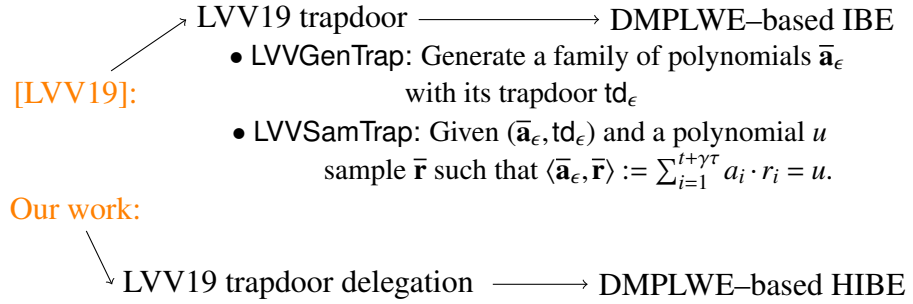 LVV19 trapdoor DMPLWE–based IBE
• LVVGenTrap: Generate a family of polynomials a̅_ϵ
[LVV19]: with its trapdoor td_ϵ
• LVVSamTrap: Given (a̅_ϵ, td_ϵ) and a polynomial u
sample r̅ such that ⟨a̅_ϵ, r̅⟩ := ∑_{i=1}^{t+γτ} a_i · r_i = u.
Our work:
LVV19 trapdoor delegation DMPLWE–based HIBE